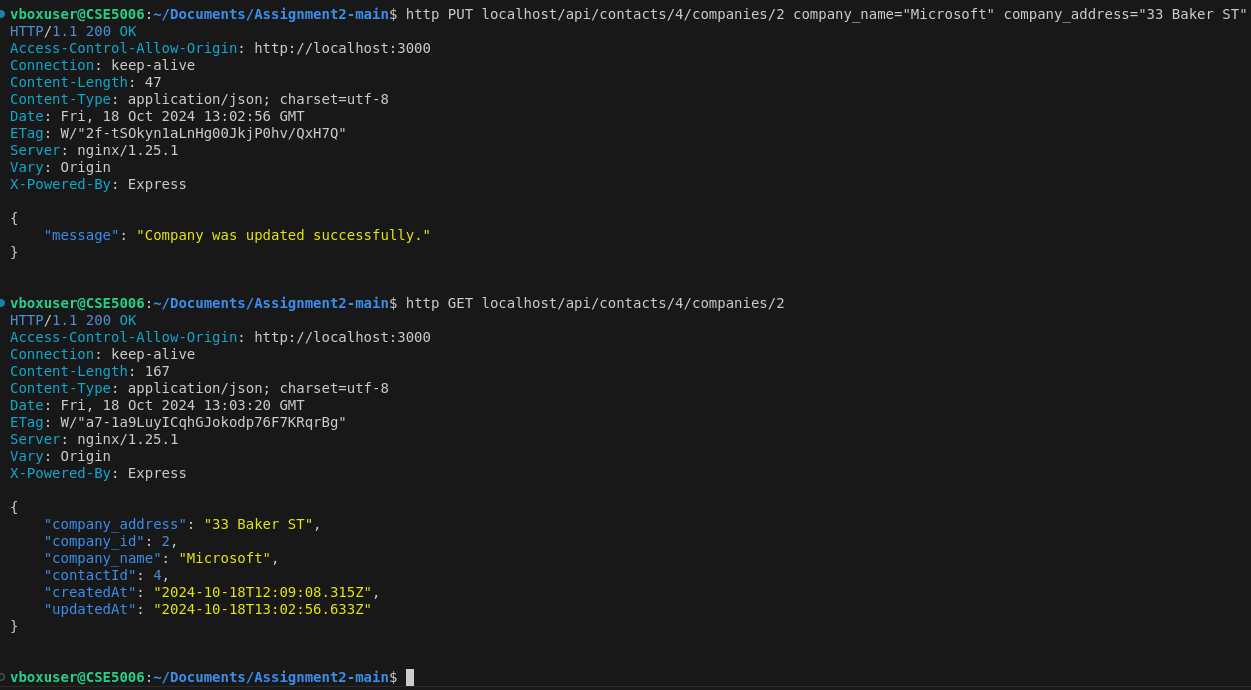 vboxuser@CSE5006:~/Documents/Assignment2-main$ http PUT localhost/api/contacts/4/companies/2 company_name="Microsoft" company_address="33 Baker ST"
HTTP/1.1 200 OK
Access-Control-Allow-Origin: http://localhost:3000
Connection: keep-alive
Content-Length: 47
Content-Type: application/json; charset=utf-8
Date: Fri, 18 Oct 2024 13:02:56 GMT
ETag: W/"2f-tSOkyn1aLnHg00JkjP0hv/QxH7Q"
Server: nginx/1.25.1
Vary: Origin
X-Powered-By: Express
{
    "message": "Company was updated successfully."
}
vboxuser@CSE5006:~/Documents/Assignment2-main$ http GET localhost/api/contacts/4/companies/2
HTTP/1.1 200 OK
Access-Control-Allow-Origin: http://localhost:3000
Connection: keep-alive
Content-Length: 167
Content-Type: application/json; charset=utf-8
Date: Fri, 18 Oct 2024 13:03:20 GMT
ETag: W/"a7-1a9LuyICqhGJokodp76F7KRqrBg"
Server: nginx/1.25.1
Vary: Origin
X-Powered-By: Express
{
    "company_address": "33 Baker ST",
    "company_id": 2,
    "company_name": "Microsoft",
    "contactId": 4,
    "createdAt": "2024-10-18T12:09:08.315Z",
    "updatedAt": "2024-10-18T13:02:56.633Z"
}
vboxuser@CSE5006:~/Documents/Assignment2-main$